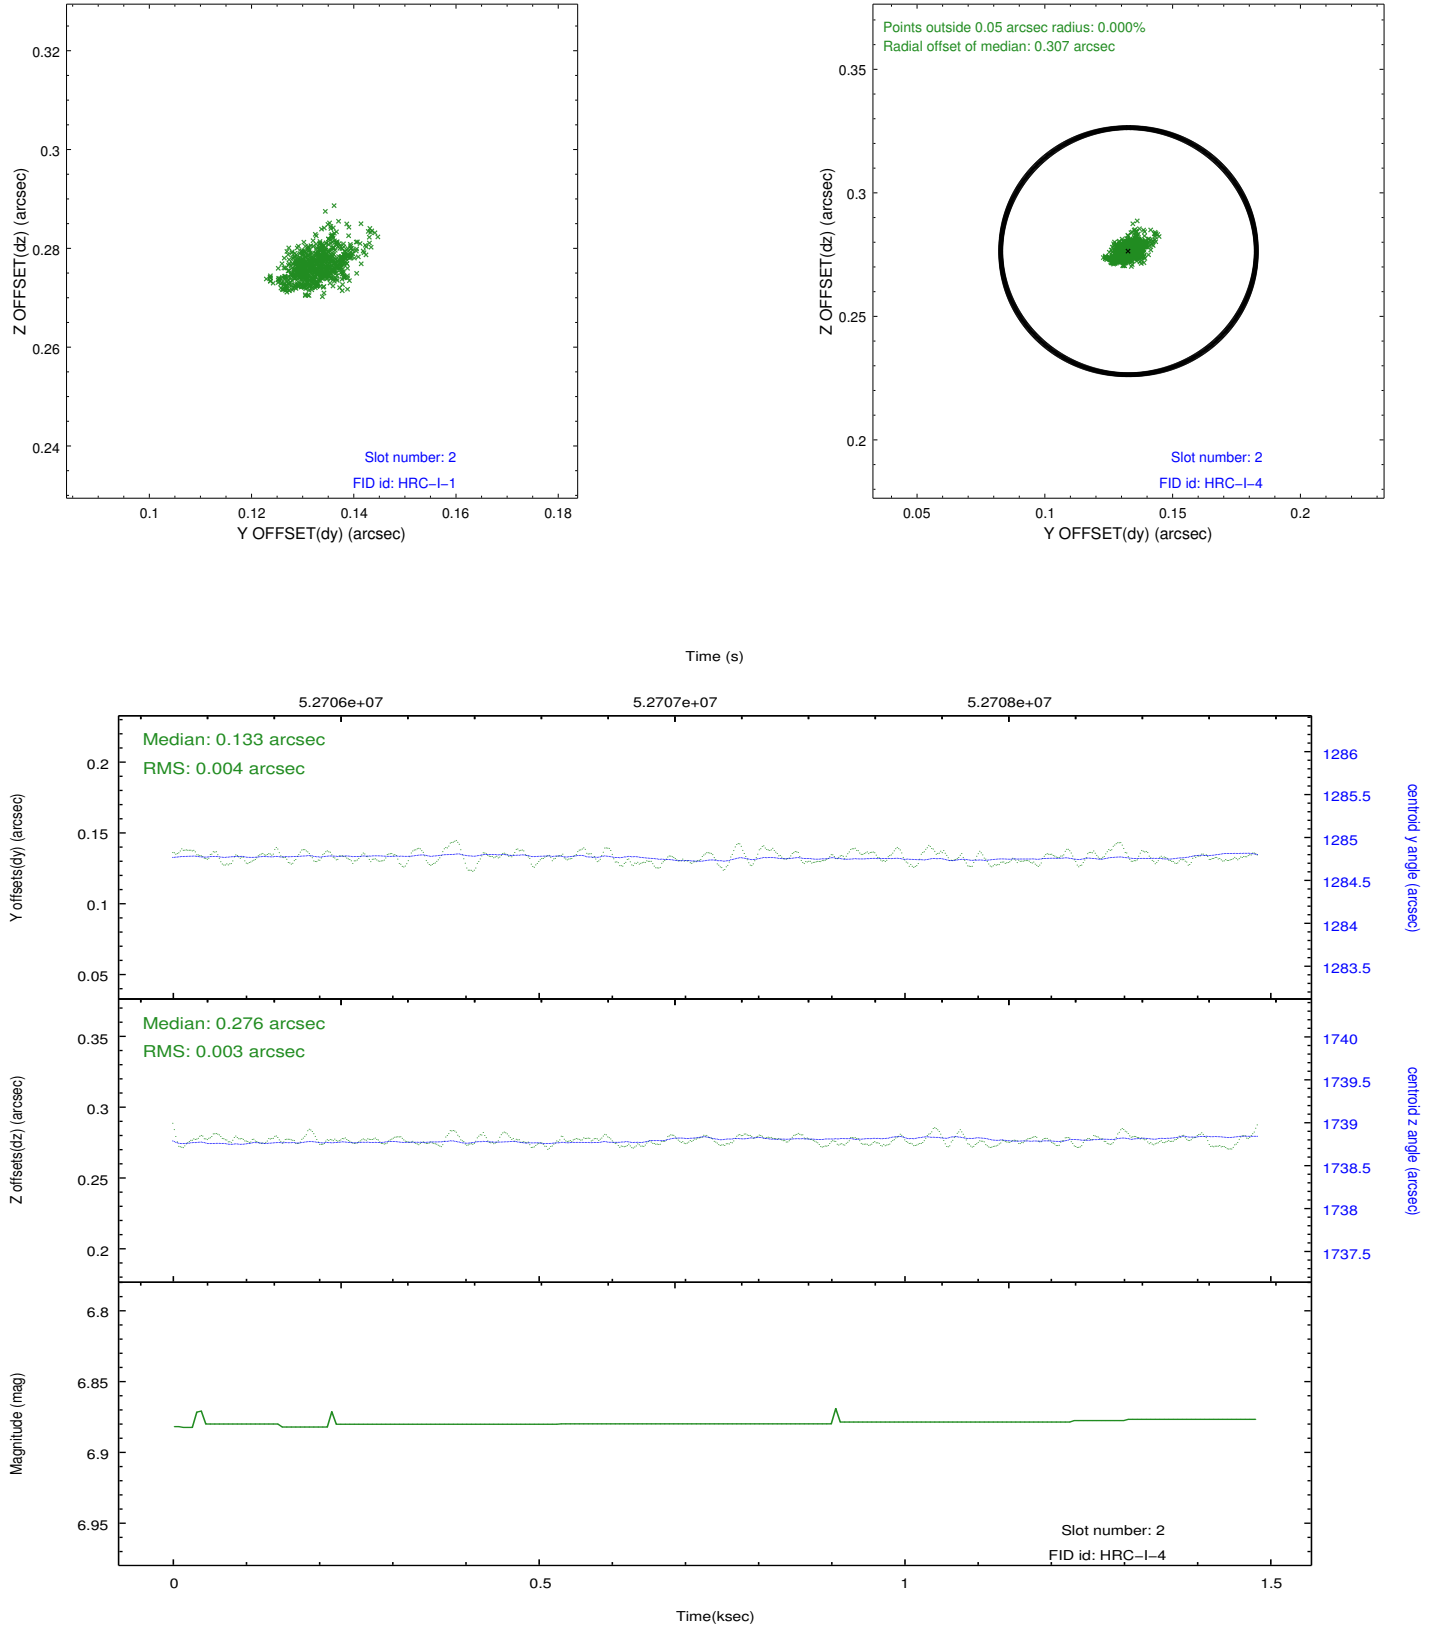 0.32
0.3
0.28
0.26
0.24
Z OFFSET(dz) (arcsec)
Slot number: 2
FID id: HRC−I−1
0.1
0.12
0.14
0.16
0.18
Y OFFSET(dy) (arcsec)
Points outside 0.05 arcsec radius: 0.000%
Radial offset of median: 0.307 arcsec
0.35
0.3
0.25
0.2
Z OFFSET(dz) (arcsec)
Slot number: 2
FID id: HRC−I−4
0.05
0.1
0.15
0.2
Y OFFSET(dy) (arcsec)
Time (s)
5.2706e+07
5.2707e+07
5.2708e+07
Median: 0.133 arcsec
RMS: 0.004 arcsec
0.2
0.15
0.1
0.05
Y offsets(dy) (arcsec)
1286
1285.5
1285
1284.5
1284
1283.5
centroid y angle (arcsec)
Median: 0.276 arcsec
RMS: 0.003 arcsec
0.35
0.3
0.25
0.2
Z offsets(dz) (arcsec)
1740
1739.5
1739
1738.5
1738
1737.5
centroid z angle (arcsec)
6.8
6.85
6.9
6.95
Magnitude (mag)
Slot number: 2
FID id: HRC−I−4
0
0.5
1
1.5
Time(ksec)